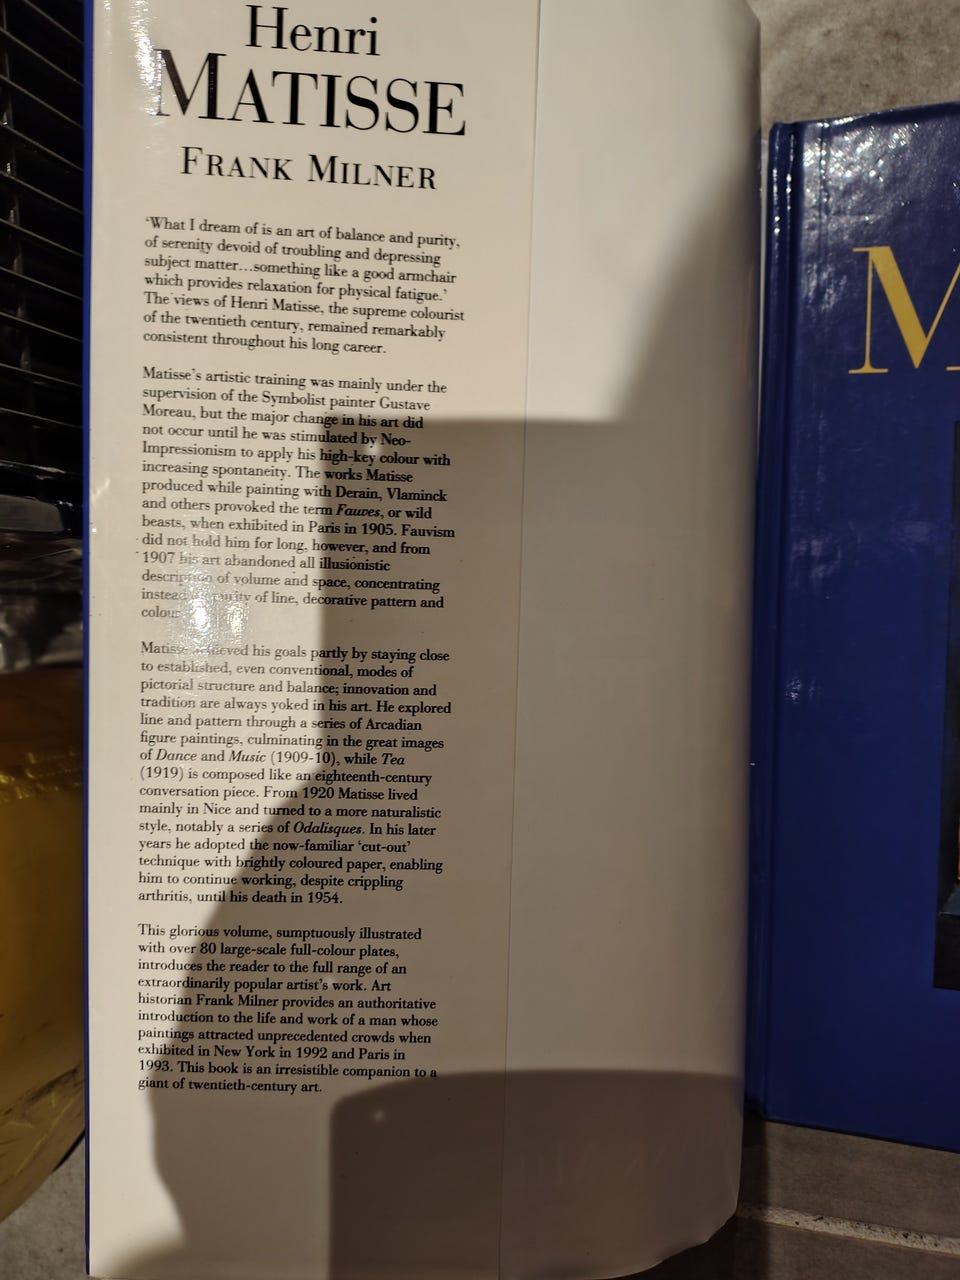 Henri
MATISSE
FRANK MILNER
'What I dream of is an art of balance and purity,
of serenity devoid of troubling and depressing
subject matter...something like a good armchair
which provides relaxation for physical fatigue.'
The views of Henri Matisse, the supreme colourist
of the twentieth century, remained remarkably
consistent throughout his long career.
Matisse's artistic training was mainly under the
supervision of the Symbolist painter Gustave
Moreau, but the major change in his art did
not occur until he was stimulated by Neo-
Impressionism to apply his high-key colour with
increasing spontaneity. The works Matisse
produced while painting with Derain, Vlaminck
and others provoked the term Fauves, or wild
beasts, when exhibited in Paris in 1905. Fauvism
did not hold him for long, however, and from
1907 his art abandoned all illusionistic
description of volume and space, concentrating
instead purity of line, decorative pattern and
colour
Matisse achieved his goals partly by staying close
to established, even conventional, modes of
pictorial structure and balance; innovation and
tradition are always yoked in his art. He explored
line and pattern through a series of Arcadian
figure paintings, culminating in the great images
of Dance and Music (1909-10), while Tea
(1919) is composed like an eighteenth-century
conversation piece. From 1920 Matisse lived
mainly in Nice and turned to a more naturalistic
style, notably a series of Odalisques. In his later
years he adopted the now-familiar 'cut-out'
technique with brightly coloured paper, enabling
him to continue working, despite crippling
arthritis, until his death in 1954.
This glorious volume, sumptuously illustrated
with over 80 large-scale full-colour plates,
introduces the reader to the full range of an
extraordinarily popular artist's work. Art
historian Frank Milner provides an authoritative
introduction to the life and work of a man whose
paintings attracted unprecedented crowds when
exhibited in New York in 1992 and Paris in
1993. This book is an irresistible companion to a
giant of twentieth-century art.
M